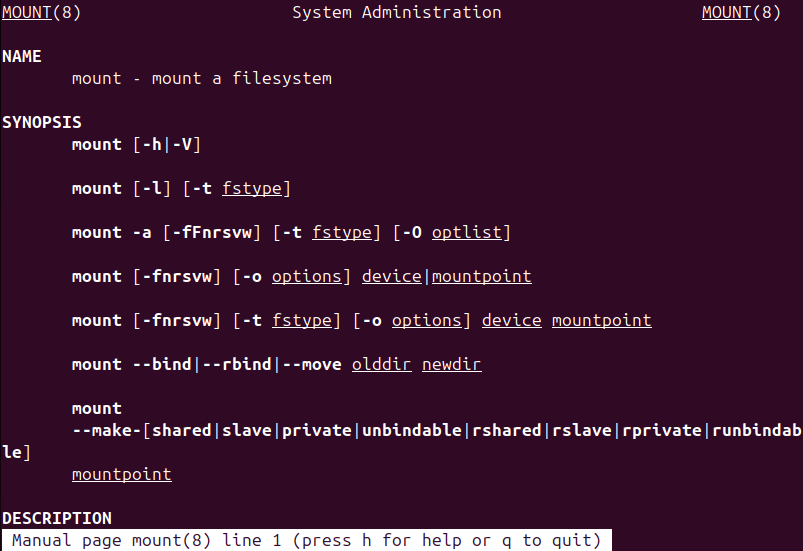 MOUNT(8) System Administration MOUNT(8)
NAME
mount - mount a filesystem
SYNOPSIS
mount [-h|-V]
mount [-l] [-t fstype]
mount -a [-fFnrsvw] [-t fstype] [-O optlist]
mount [-fnrsvw] [-o options] device|mountpoint
mount [-fnrsvw] [-t fstype] [-o options] device mountpoint
mount --bind|--rbind|--move olddir newdir
mount
--make-[shared|slave|private|unbindable|rshared|rslave|rprivate|runbindab
le]
mountpoint
DESCRIPTION
Manual page mount(8) line 1 (press h for help or q to quit)